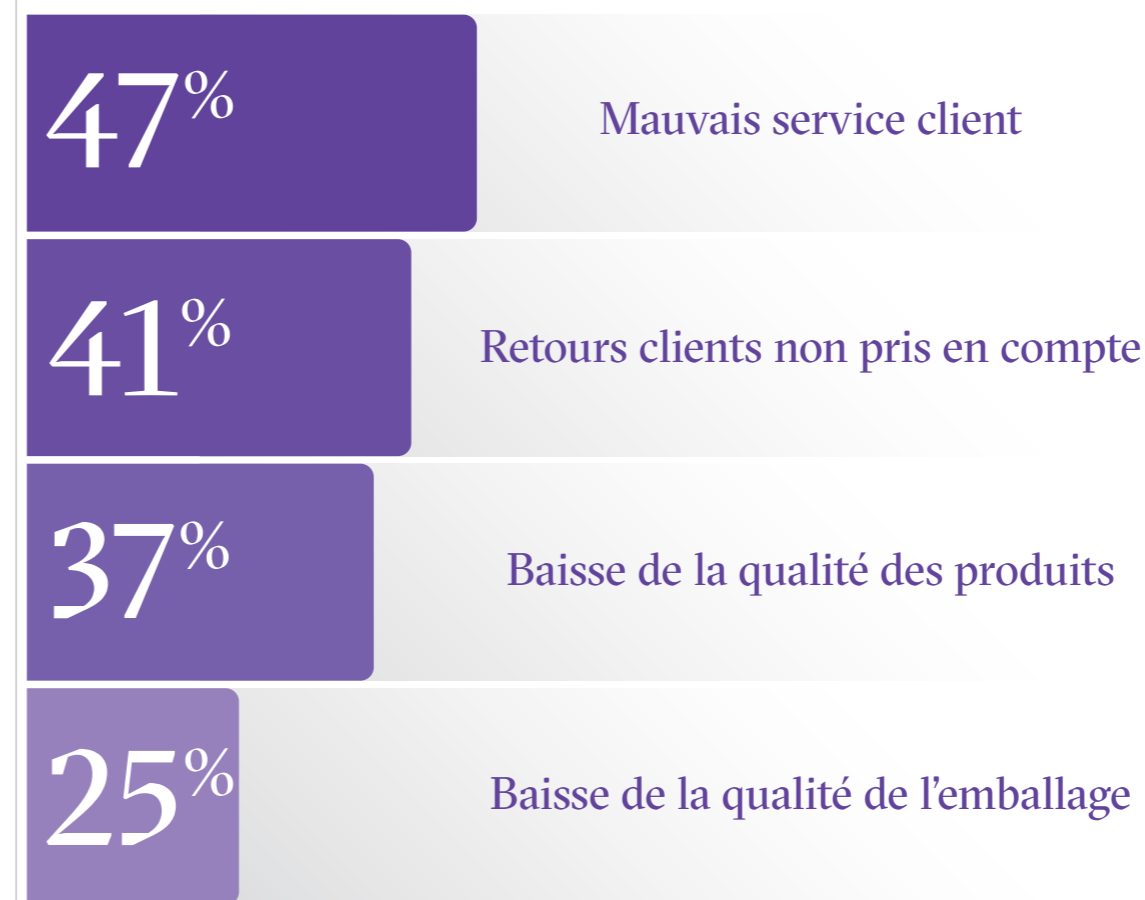 47% Mauvais service client
41% Retours clients non pris en compte
37% Baisse de la qualité des produits
25% Baisse de la qualité de l’emballage